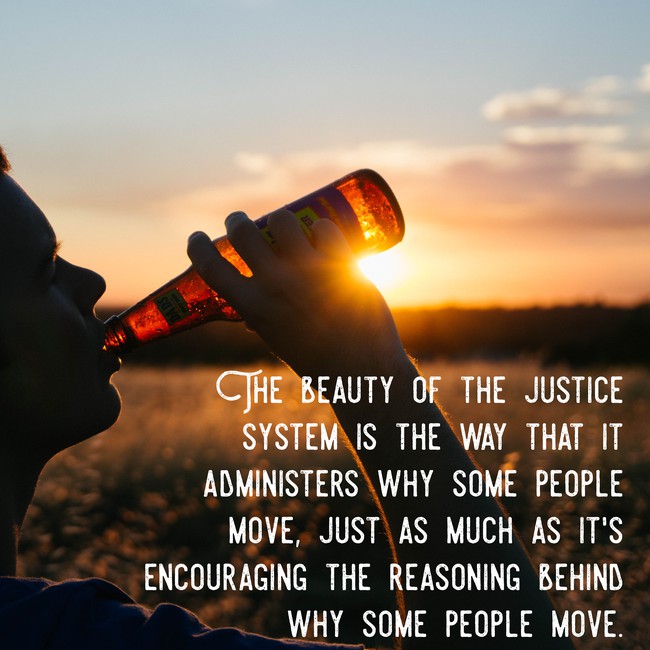 The beauty of the justice
system is the way that it
administers why some people
move, just as much as it's
encouraging the reasoning behind
why some people move.